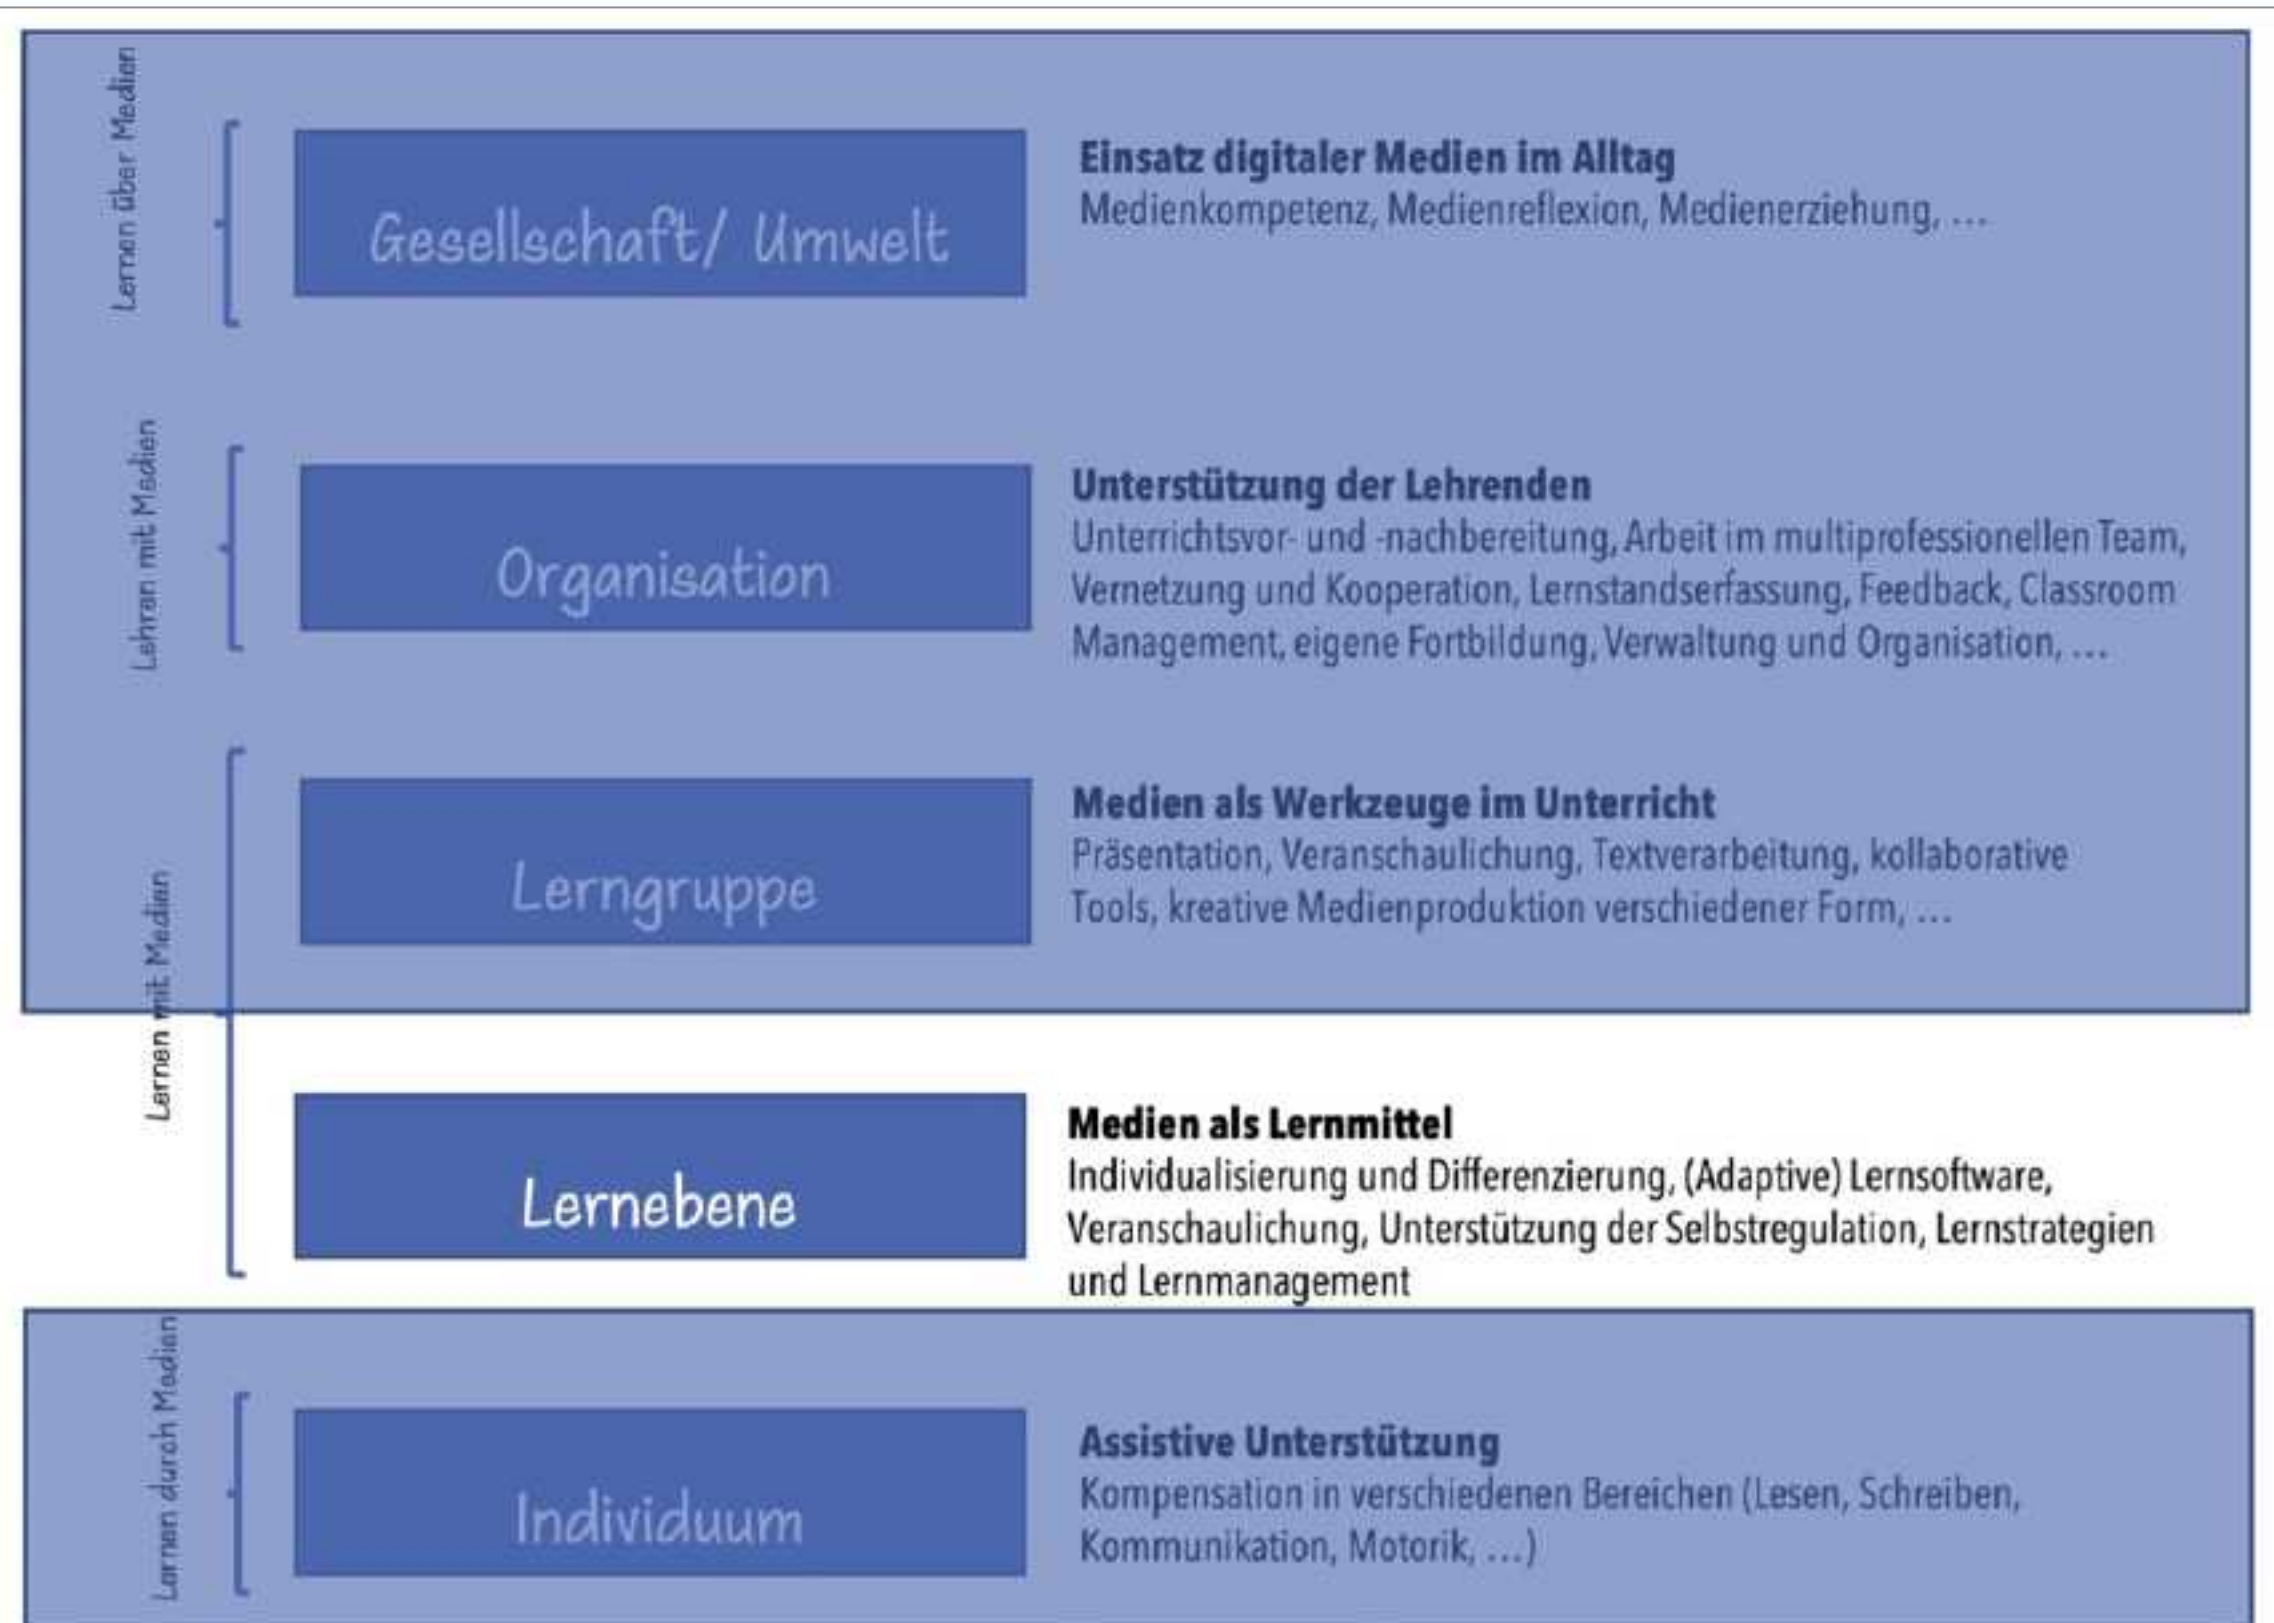 Lernen über Medien
Gesellschaft/ Umwelt
Einsatz digitaler Medien im Alltag
Medienkompetenz, Medienreflexion, Medienerziehung, ...
Lehren mit Medien
Organisation
Unterstützung der Lehrenden
Unterrichtsvor- und -nachbereitung, Arbeit im multiprofessionellen Team,
Vernetzung und Kooperation, Lernstandserfassung, Feedback, Classroom
Management, eigene Fortbildung, Verwaltung und Organisation, ...
Lernen mit Medien
Lerngruppe
Medien als Werkzeuge im Unterricht
Präsentation, Veranschaulichung, Textverarbeitung, kollaborative
Tools, kreative Medienproduktion verschiedener Form, ...
Lernebene
Medien als Lernmittel
Individualisierung und Differenzierung, (Adaptive) Lernsoftware,
Veranschaulichung, Unterstützung der Selbstregulation, Lernstrategien
und Lernmanagement
Lernen durch Medien
Individuum
Assistive Unterstützung
Kompensation in verschiedenen Bereichen (Lesen, Schreiben,
Kommunikation, Motorik, ...)